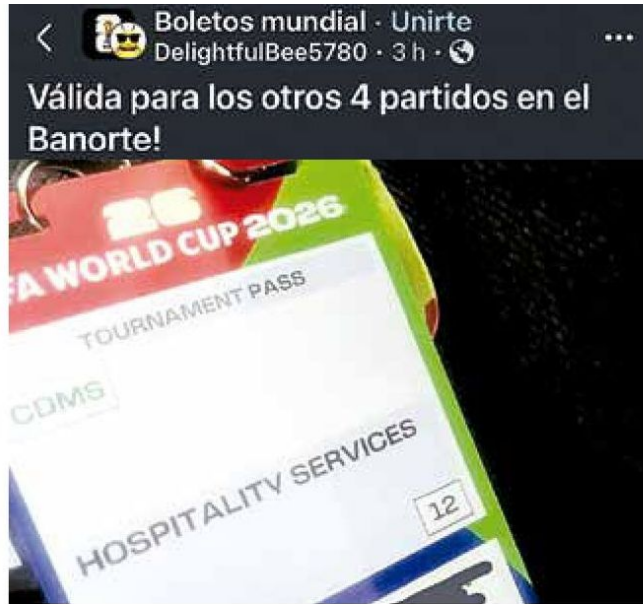 Boletos mundial · Unirte
DelightfulBee5780 · 3 h ·
Válida para los otros 4 partidos en el
Banorte!
26
FA WORLD CUP 2026
TOURNAMENT PASS
CDMS
HOSPITALITY SERVICES
12